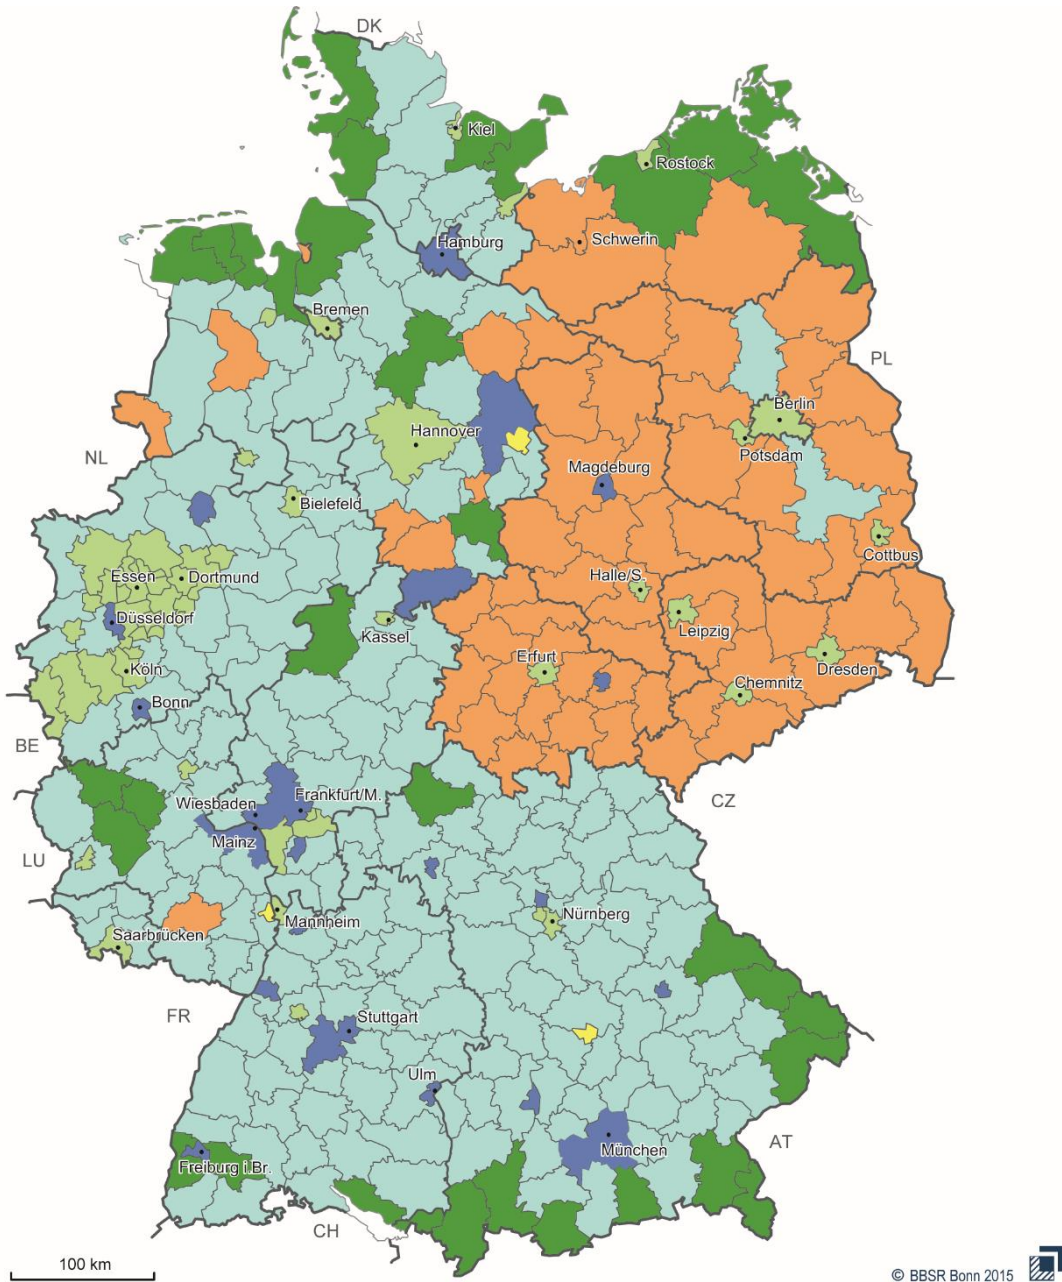 DK
Kiel
Rostock
Hamburg
Schwerin
Bremen
PL
Berlin
Hannover
Potsdam
NL
Magdeburg
Bielefeld
Cottbus
Essen
Dortmund
Halle/S.
Düsseldorf
Kassel
Leipzig
Köln
Erfurt
Dresden
Chemnitz
Bonn
BE
Wiesbaden
Frankfurt/M.
CZ
Mainz
LU
Mannheim
Nürnberg
Saarbrücken
FR
Stuttgart
Ulm
München
AT
Freiburg i.Br.
CH
100 km
© BBSR Bonn 2015